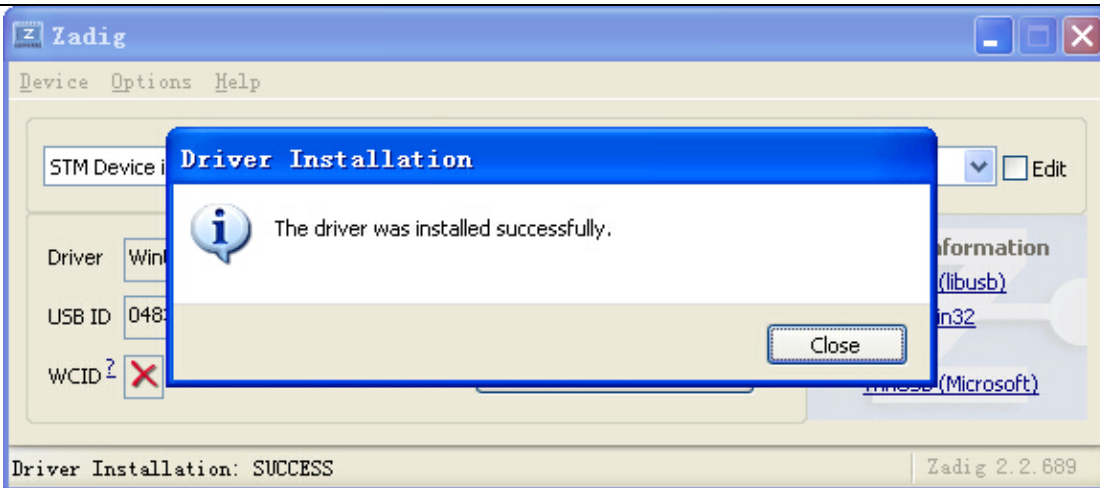 Zadig
Device Options Help
STM Device i
Edit
Driver Installation
The driver was installed successfully.
Close
Driver
USB ID 048
WCID ?
formation
(libusb)
in32
(Microsoft)
Driver Installation: SUCCESS
Zadig 2.2.689